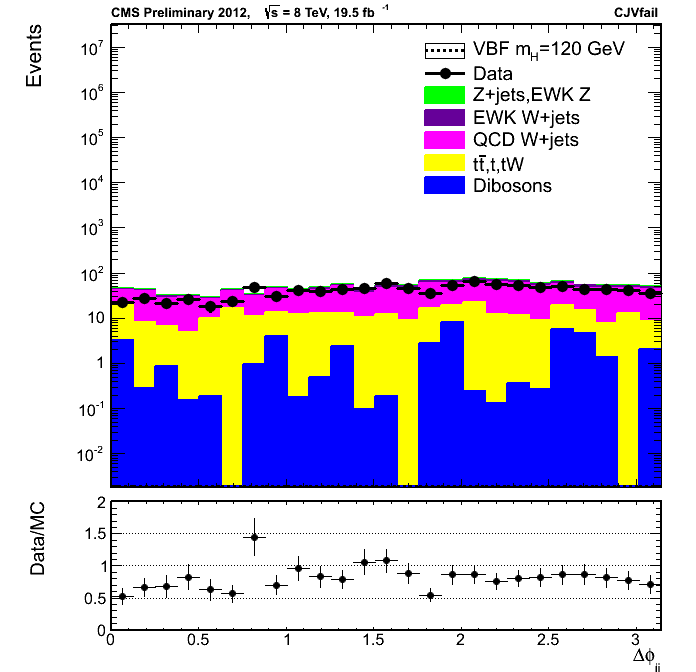 CMS Preliminary 2012, √s = 8 TeV, 19.5 fb⁻¹ CJVfail
Events
10⁷
10⁶
10⁵
10⁴
10³
10²
10
1
10⁻¹
10⁻²
VBF m_H=120 GeV
Data
Z+jets,EWK Z
EWK W+jets
QCD W+jets
tt̄,t,tW
Dibosons
Data/MC
2
1.5
1
0.5
0
0 0.5 1 1.5 2 2.5 3
Δϕ_jj